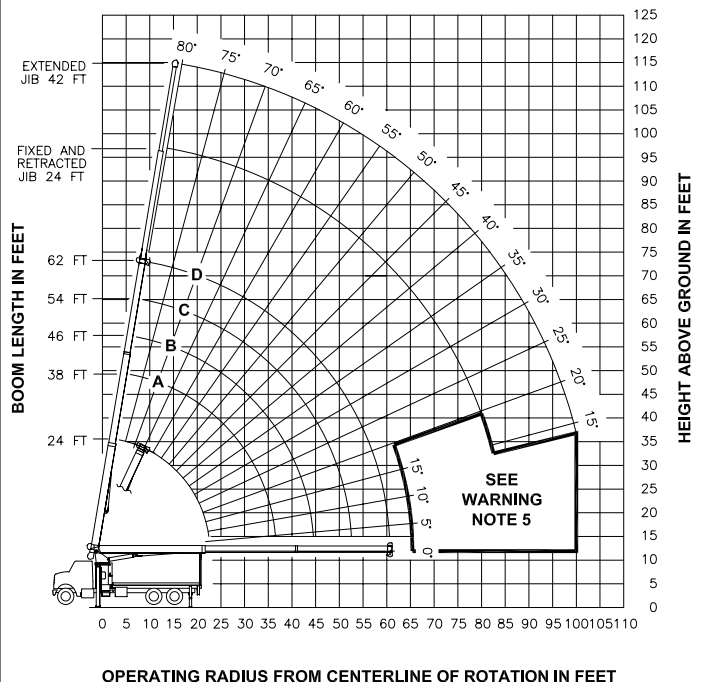 125
120
115
110
105
100
95
90
85
80
75
70
65
60
55
50
45
40
35
30
25
20
15
10
5
0
HEIGHT ABOVE GROUND IN FEET
EXTENDED
JIB 42 FT
FIXED AND
RETRACTED
JIB 24 FT
62 FT
54 FT
46 FT
38 FT
24 FT
BOOM LENGTH IN FEET
80°
75°
70°
65°
60°
55°
50°
45°
40°
35°
30°
25°
20°
15°
D
C
B
A
15°
10°
5°
0°
SEE
WARNING
NOTE 5
0 5 10 15 20 25 30 35 40 45 50 55 60 65 70 75 80 85 90 95 100 105 110
OPERATING RADIUS FROM CENTERLINE OF ROTATION IN FEET